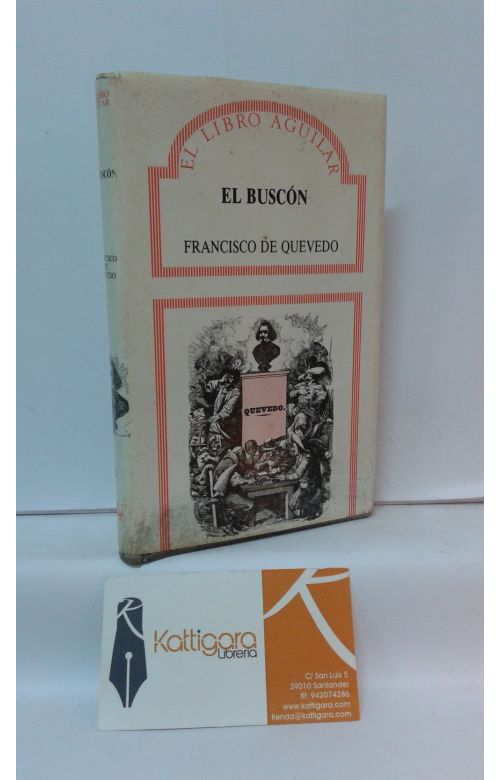 EL LIBRO AGUILAR
EL BUSCÓN
FRANCISCO DE QUEVEDO
QUEVEDO.
Kattigara
Librería
C/ San Luis 5
39010 Santander
tlf: 942074286
www.kattigara.com
tienda@kattigara.com